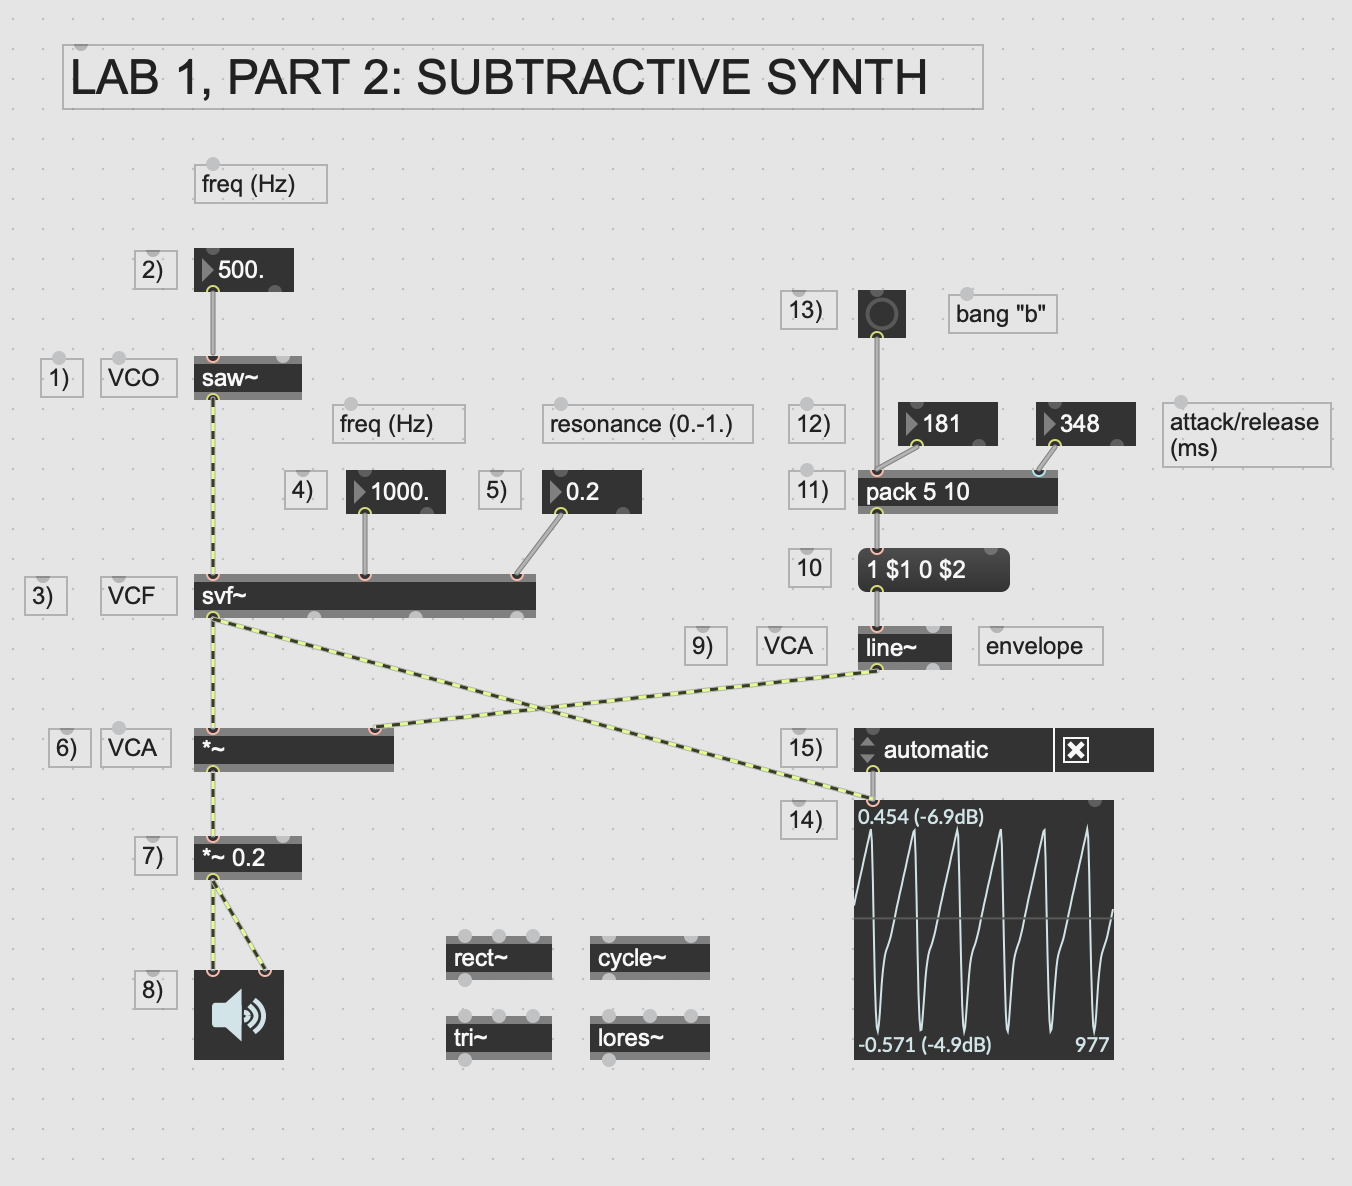 LAB 1, PART 2: SUBTRACTIVE SYNTH
freq (Hz)
2)
500.
1)
VCO
saw~
freq (Hz)
resonance (0.-1.)
4)
1000.
5)
0.2
3)
VCF
svf~
6)
VCA
*~
7)
*~ 0.2
8)
rect~
cycle~
tri~
lores~
13)
bang "b"
12)
181
348
attack/release
(ms)
11)
pack 5 10
10
1 $1 0 $2
9)
VCA
line~
envelope
15)
automatic
14)
0.454 (-6.9dB)
-0.571 (-4.9dB)
977